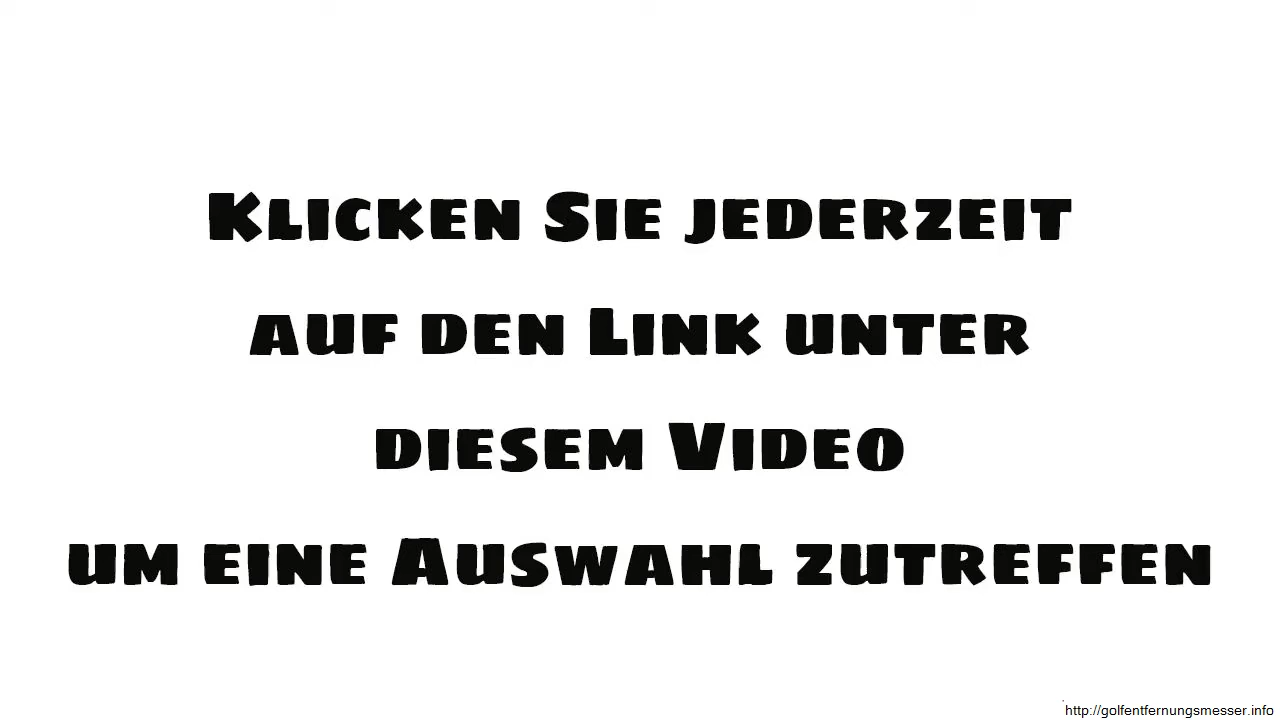 Klicken Sie jederzeit
auf den Link unter
diesem Video
um eine Auswahl zutreffen
http://golfentfernungsmesser.info